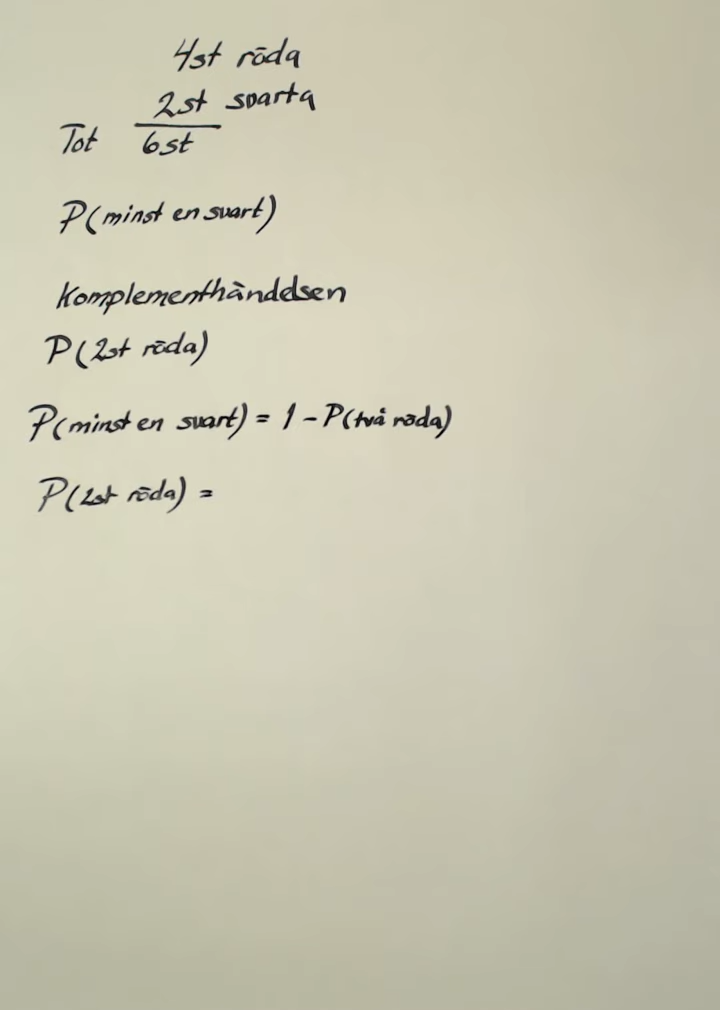 4st röda
2st svarta
Tot 6st
P(minst en svart)
Komplementhändelsen
P(2st röda)
P(minst en svart) = 1 - P(två röda)
P(2st röda) =